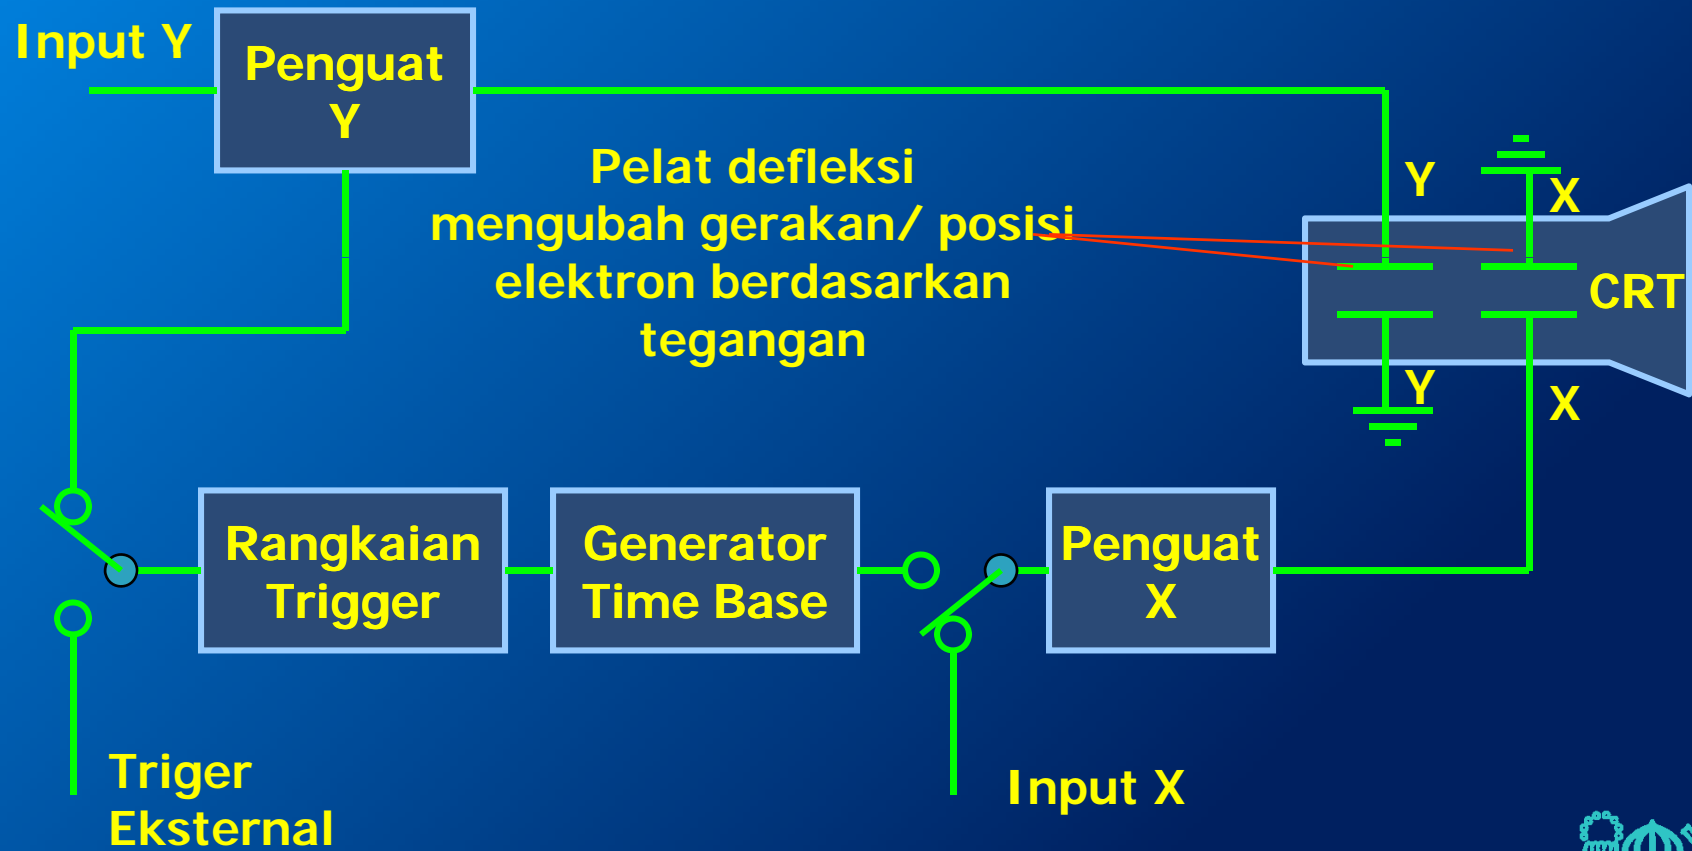 Input Y
Penguat
Y
Pelat defleksi
mengubah gerakan/ posisi
elektron berdasarkan
tegangan
Y
X
CRT
Y
X
Rangkaian
Trigger
Generator
Time Base
Penguat
X
Triger
Eksternal
Input X